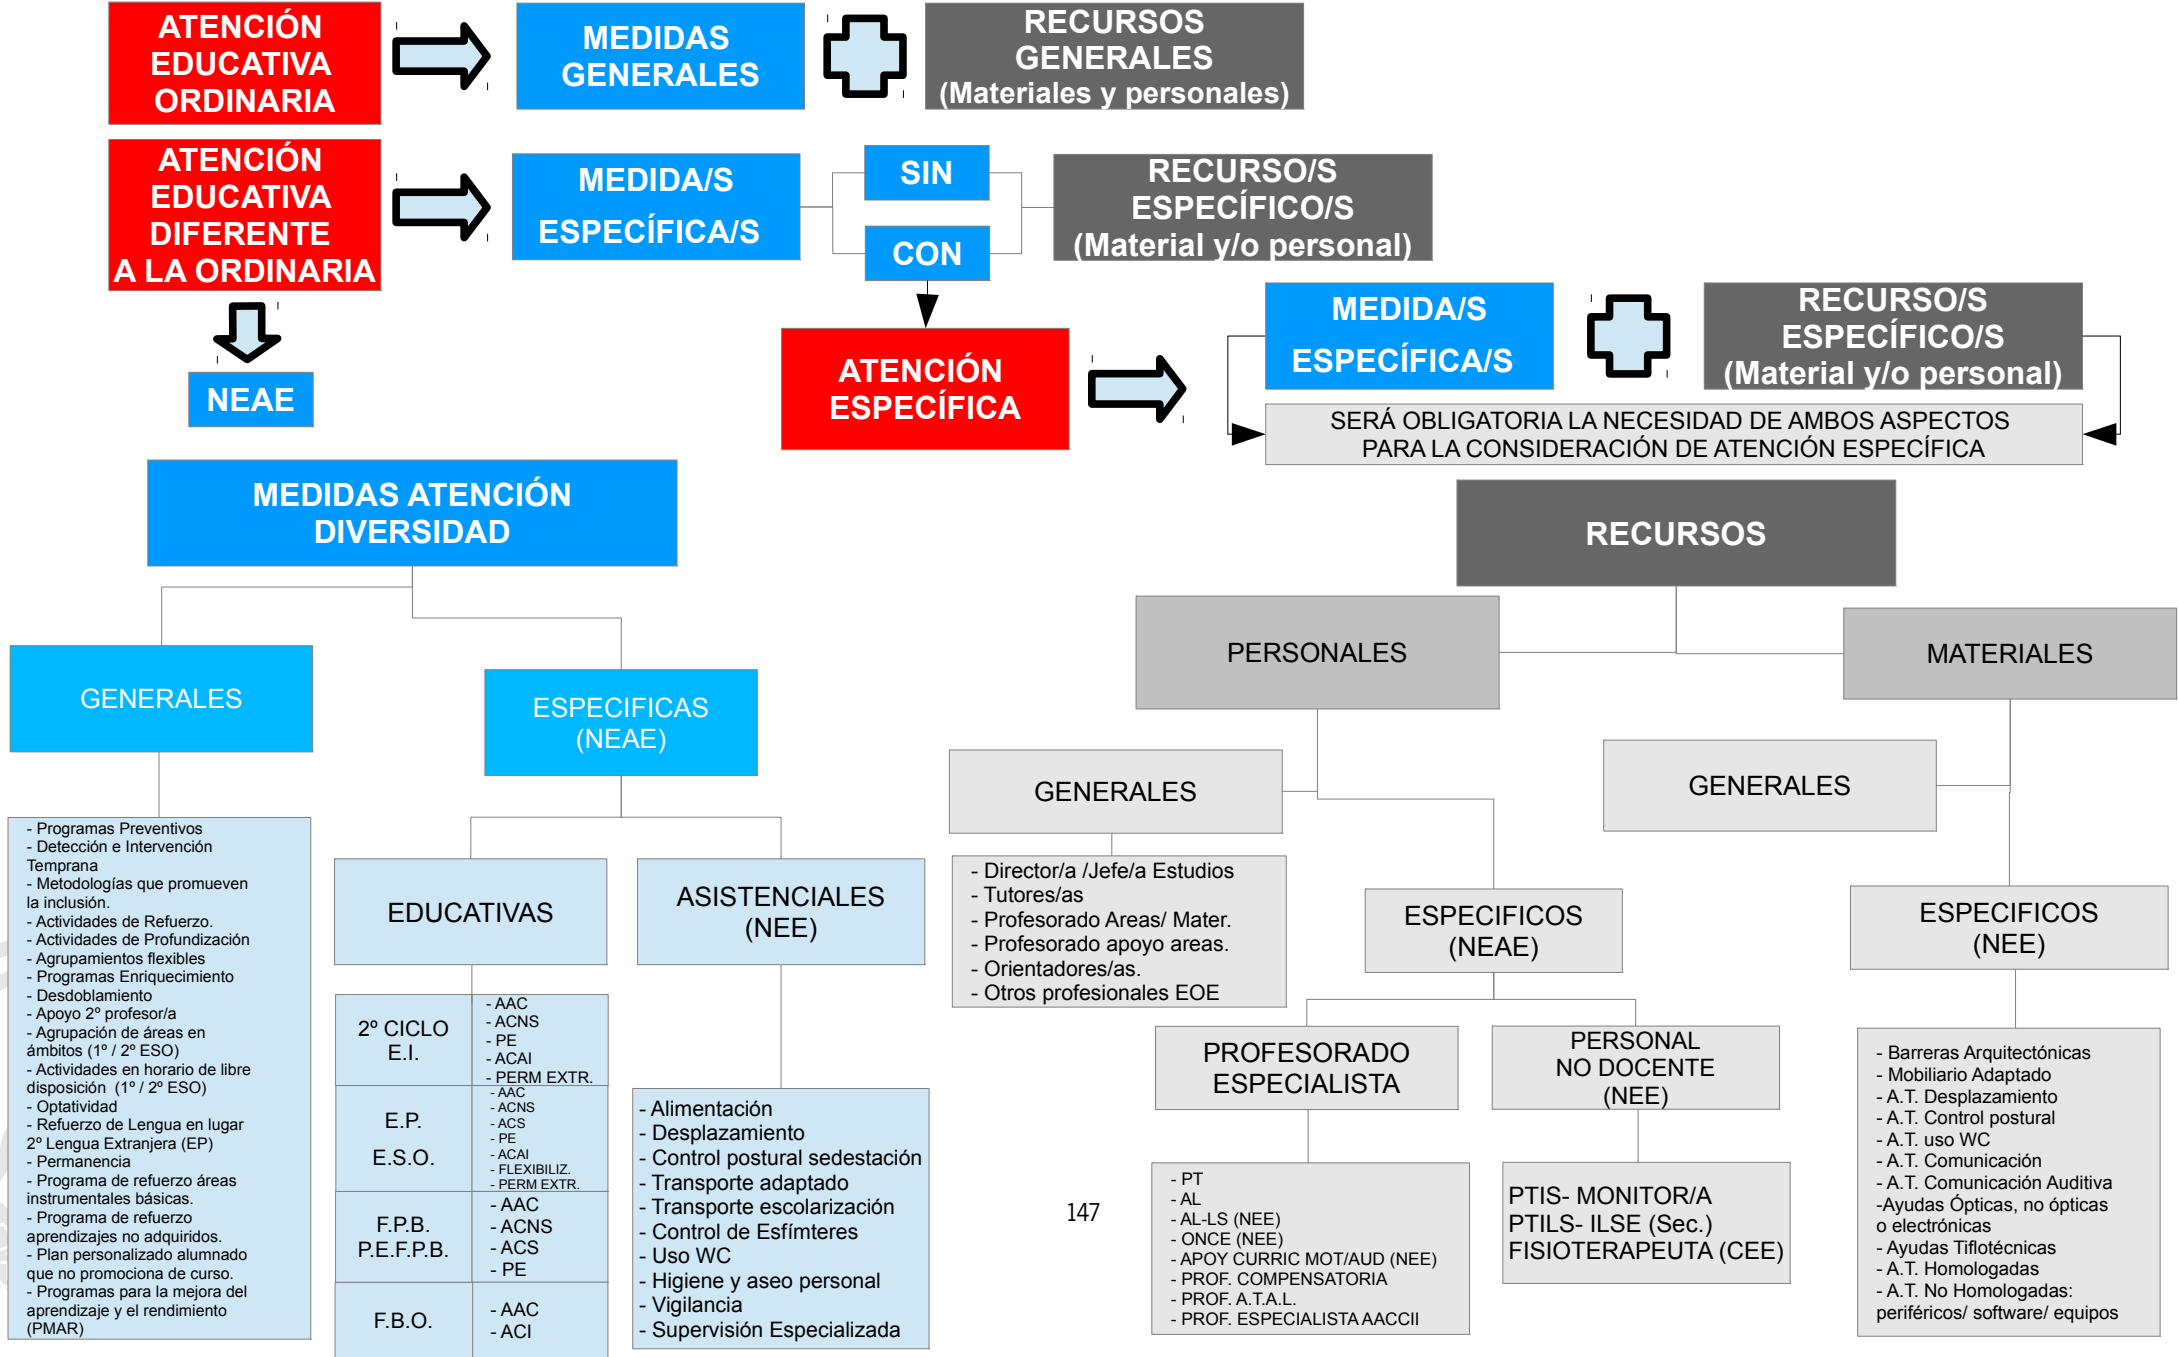 ATENCIÓN
EDUCATIVA
ORDINARIA
MEDIDAS
GENERALES
RECURSOS
GENERALES
(Materiales y personales)
ATENCIÓN
EDUCATIVA
DIFERENTE
A LA ORDINARIA
MEDIDA/S
ESPECÍFICA/S
SIN
CON
RECURSO/S
ESPECÍFICO/S
(Material y/o personal)
NEAE
ATENCIÓN
ESPECÍFICA
MEDIDA/S
ESPECÍFICA/S
RECURSO/S
ESPECÍFICO/S
(Material y/o personal)
SERÁ OBLIGATORIA LA NECESIDAD DE AMBOS ASPECTOS
PARA LA CONSIDERACIÓN DE ATENCIÓN ESPECÍFICA
MEDIDAS ATENCIÓN
DIVERSIDAD
GENERALES
- Programas Preventivos
- Detección e Intervención
Temprana
- Metodologías que promueven
la inclusión.
- Actividades de Refuerzo.
- Actividades de Profundización
- Agrupamientos flexibles
- Programas Enriquecimiento
- Desdoblamiento
- Apoyo 2º profesor/a
- Agrupación de áreas en
ámbitos (1º / 2º ESO)
- Actividades en horario de libre
disposición (1º / 2º ESO)
- Optatividad
- Refuerzo de Lengua en lugar
2º Lengua Extranjera (EP)
- Permanencia
- Programa de refuerzo áreas
instrumentales básicas.
- Programa de refuerzo
aprendizajes no adquiridos.
- Plan personalizado alumnado
que no promociona de curso.
- Programas para la mejora del
aprendizaje y el rendimiento
(PMAR)
ESPECIFICAS
(NEAE)
EDUCATIVAS
2º CICLO
E.I.
- AAC
- ACNS
- PE
- ACAI
- PERM EXTR.
E.P.
E.S.O.
- AAC
- ACNS
- ACS
- PE
- ACAI
- FLEXIBILIZ.
- PERM EXTR.
F.P.B.
P.E.F.P.B.
- AAC
- ACNS
- ACS
- PE
F.B.O.
- AAC
- ACI
ASISTENCIALES
(NEE)
- Alimentación
- Desplazamiento
- Control postural sedestación
- Transporte adaptado
- Transporte escolarización
- Control de Esfímteres
- Uso WC
- Higiene y aseo personal
- Vigilancia
- Supervisión Especializada
RECURSOS
PERSONALES
GENERALES
- Director/a /Jefe/a Estudios
- Tutores/as
- Profesorado Areas/ Mater.
- Profesorado apoyo areas.
- Orientadores/as.
- Otros profesionales EOE
ESPECIFICOS
(NEAE)
PROFESORADO
ESPECIALISTA
- PT
- AL
- AL-LS (NEE)
- ONCE (NEE)
- APOY CURRIC MOT/AUD (NEE)
- PROF. COMPENSATORIA
- PROF. A.T.A.L.
- PROF. ESPECIALISTA AACCII
PERSONAL
NO DOCENTE
(NEE)
PTIS- MONITOR/A
PTILS- ILSE (Sec.)
FISIOTERAPEUTA (CEE)
MATERIALES
GENERALES
ESPECIFICOS
(NEE)
- Barreras Arquitectónicas
- Mobiliario Adaptado
- A.T. Desplazamiento
- A.T. Control postural
- A.T. uso WC
- A.T. Comunicación
- A.T. Comunicación Auditiva
-Ayudas Ópticas, no ópticas
o electrónicas
- Ayudas Tiflotécnicas
- A.T. Homologadas
- A.T. No Homologadas:
periféricos/ software/ equipos
147